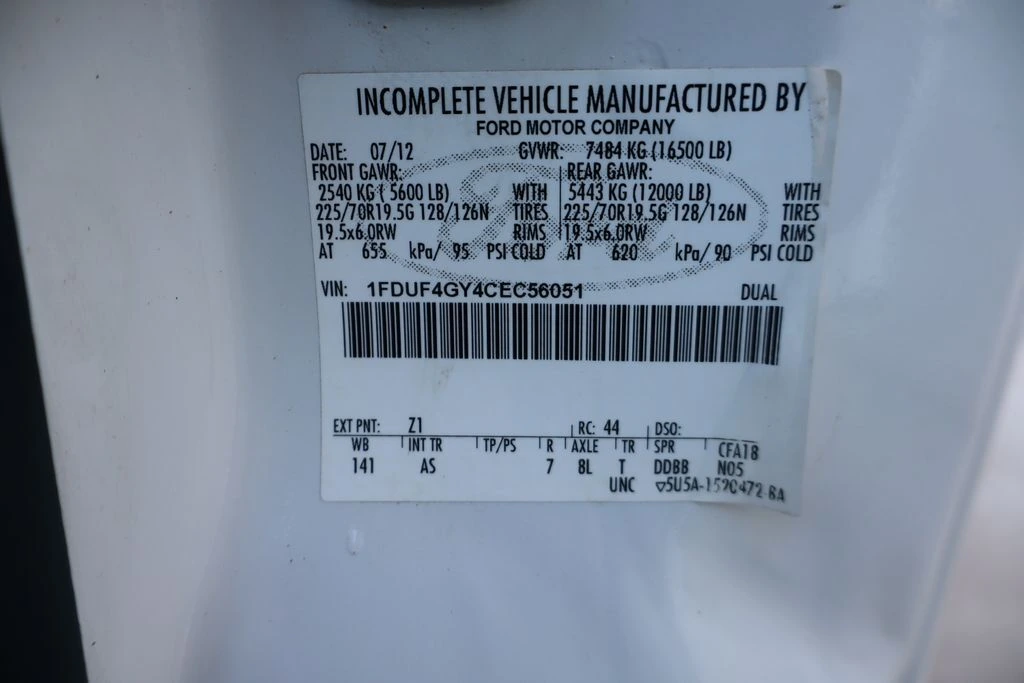 INCOMPLETE VEHICLE MANUFACTURED BY
FORD MOTOR COMPANY
DATE: 07/12 GVWR: 7484 KG (16500 LB)
FRONT GAWR: REAR GAWR:
2540 KG ( 5600 LB) WITH 5443 KG (12000 LB) WITH
225/70R19.5G 128/126N TIRES 225/70R19.5G 128/126N TIRES
19.5x6.0RW RIMS 19.5x6.0RW RIMS
AT 655 kPa/ 95 PSI COLD AT 620 kPa/ 90 PSI COLD
VIN: 1FDUF4GY4CEC56051 DUAL
EXT PNT: Z1 RC: 44 DSO:
WB INT TR TP/PS R AXLE TR SPR CFA18
141 AS 7 8L T DDBB N05
UNC ▽5U5A-1520472-BA